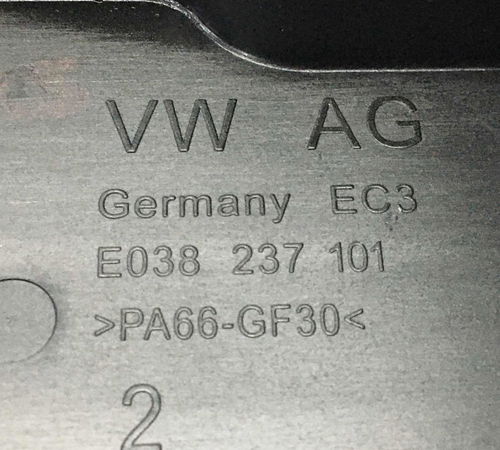 VW AG
Germany EC3
E038 237 101
>PA66-GF30<
2